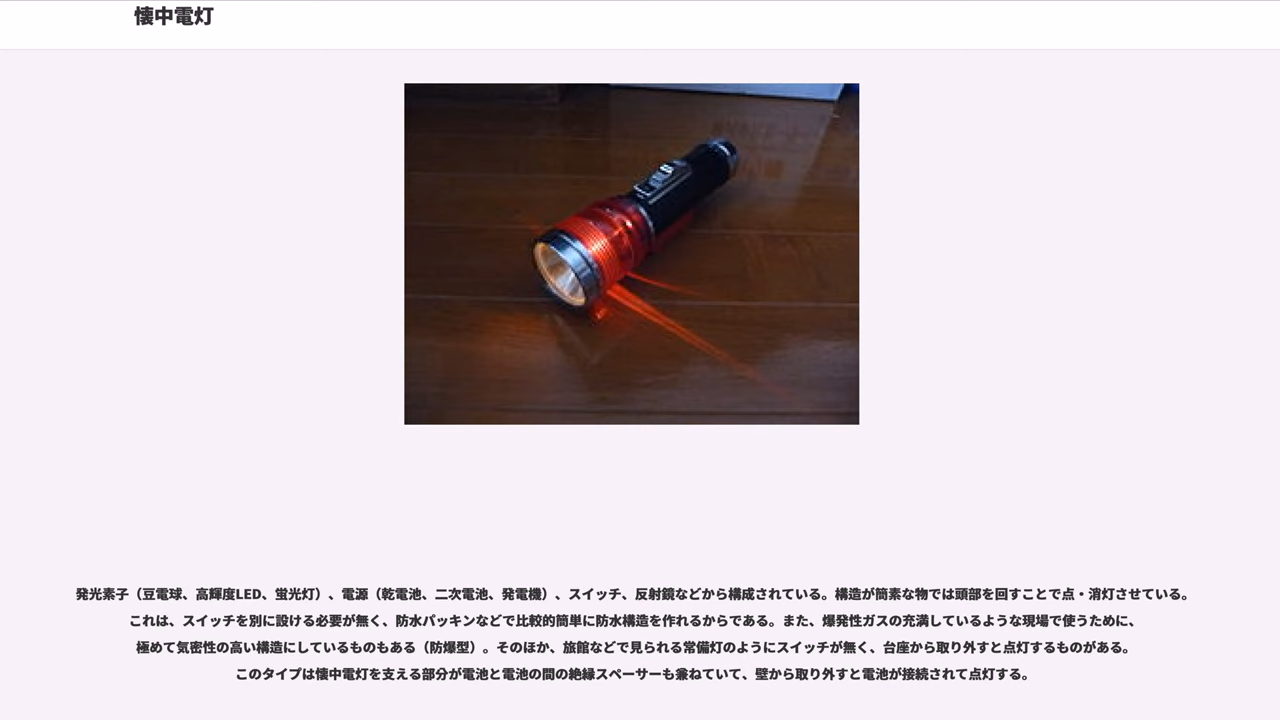 懐中電灯
発光素子（豆電球、高輝度LED、蛍光灯）、電源（乾電池、二次電池、発電機）、スイッチ、反射鏡などから構成されている。構造が簡素な物では頭部を回すことで点・消灯させている。
これは、スイッチを別に設ける必要が無く、防水パッキンなどで比較的簡単に防水構造を作れるからである。また、爆発性ガスの充満しているような現場で使うために、
極めて気密性の高い構造にしているものもある（防爆型）。そのほか、旅館などで見られる常備灯のようにスイッチが無く、台座から取り外すと点灯するものがある。
このタイプは懐中電灯を支える部分が電池と電池の間の絶縁スペーサーも兼ねていて、壁から取り外すと電池が接続されて点灯する。